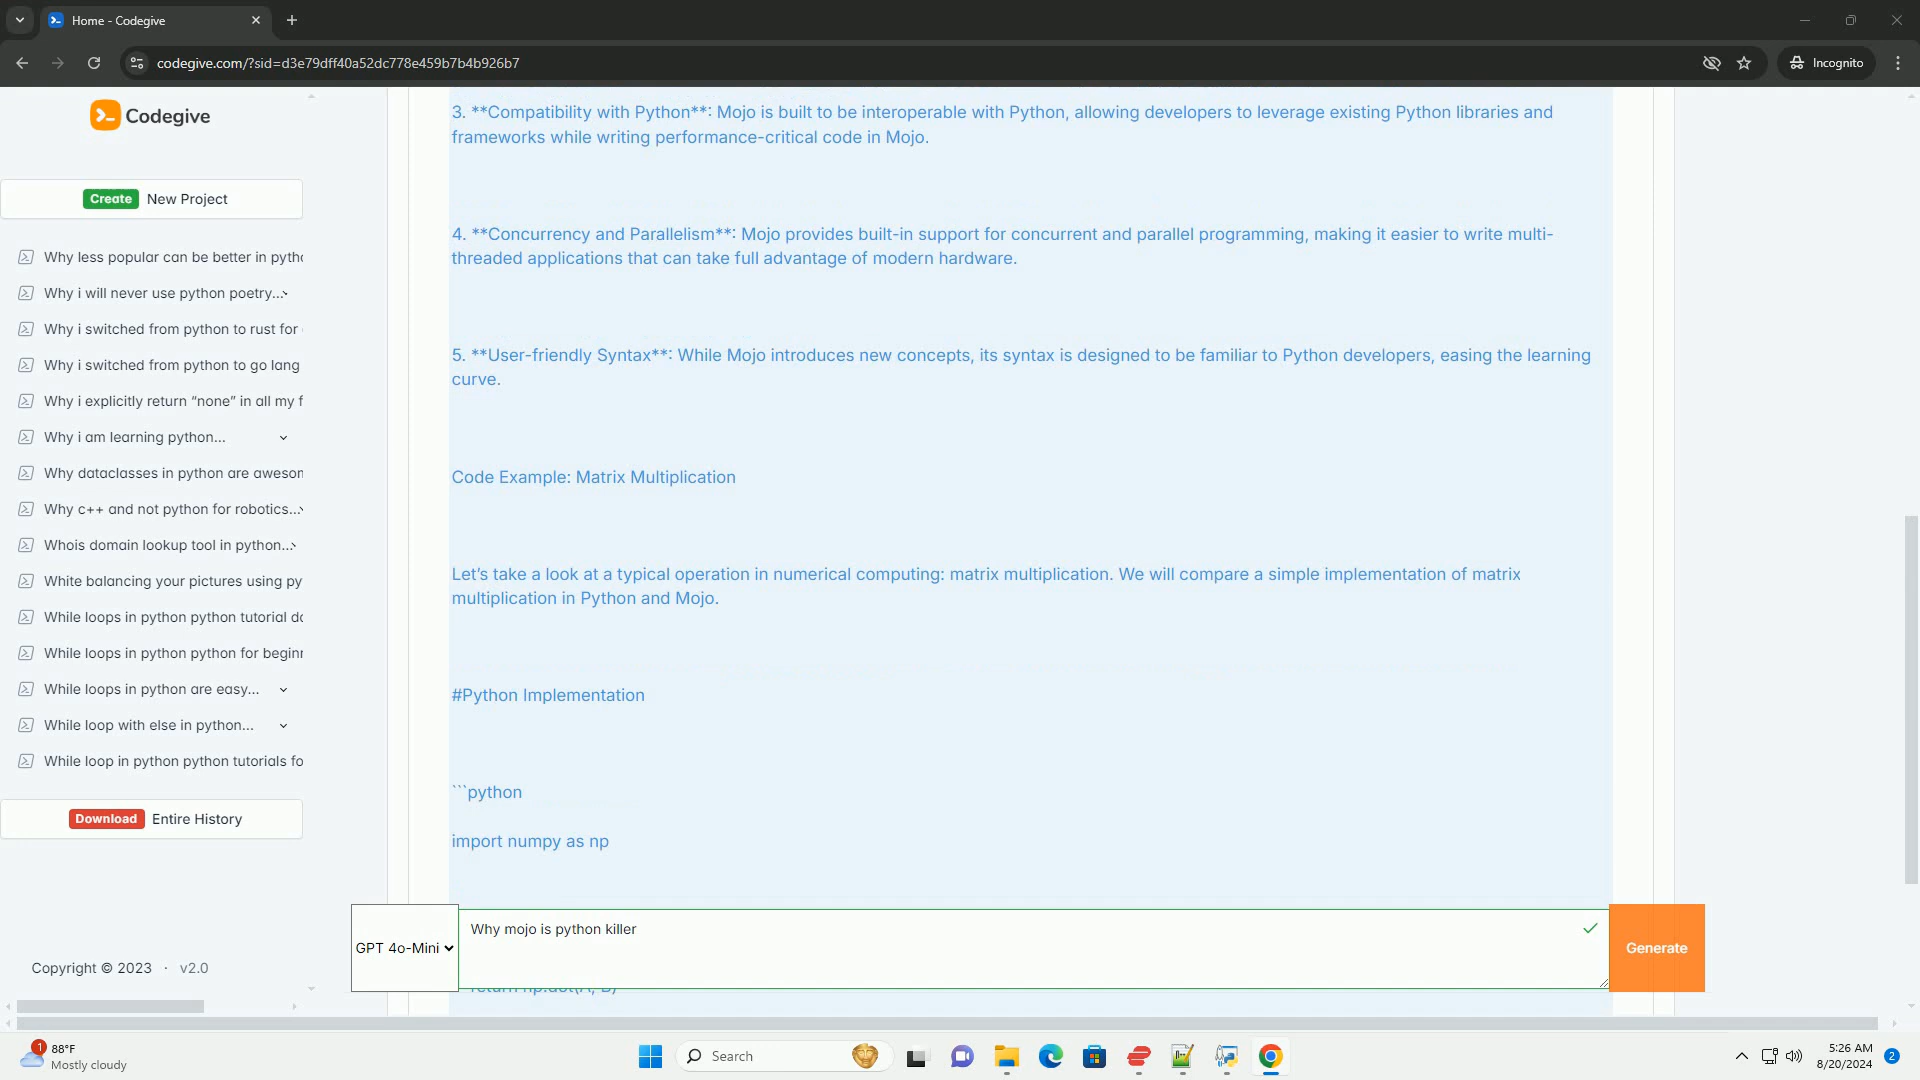 Home - Codegive
codegive.com/?sid=d3e79dff40a52dc778e459b7b4b926b7
Incognito
Codegive
Create New Project
Why less popular can be better in pytho
Why i will never use python poetry...
Why i switched from python to rust for
Why i switched from python to go lang
Why i explicitly return “none” in all my f
Why i am learning python...
Why dataclasses in python are aweson
Why c++ and not python for robotics...
Whois domain lookup tool in python...
White balancing your pictures using py
While loops in python python tutorial do
While loops in python python for beginn
While loops in python are easy...
While loop with else in python...
While loop in python python tutorials fo
Download Entire History
Copyright © 2023 · v2.0
3. **Compatibility with Python**: Mojo is built to be interoperable with Python, allowing developers to leverage existing Python libraries and
frameworks while writing performance-critical code in Mojo.
4. **Concurrency and Parallelism**: Mojo provides built-in support for concurrent and parallel programming, making it easier to write multi-
threaded applications that can take full advantage of modern hardware.
5. **User-friendly Syntax**: While Mojo introduces new concepts, its syntax is designed to be familiar to Python developers, easing the learning
curve.
Code Example: Matrix Multiplication
Let’s take a look at a typical operation in numerical computing: matrix multiplication. We will compare a simple implementation of matrix
multiplication in Python and Mojo.
#Python Implementation
```python
import numpy as np
GPT 4o-Mini
Why mojo is python killer
Generate
return np.dot(A, B)
1
88°F
Mostly cloudy
Search
5:26 AM
8/20/2024
2